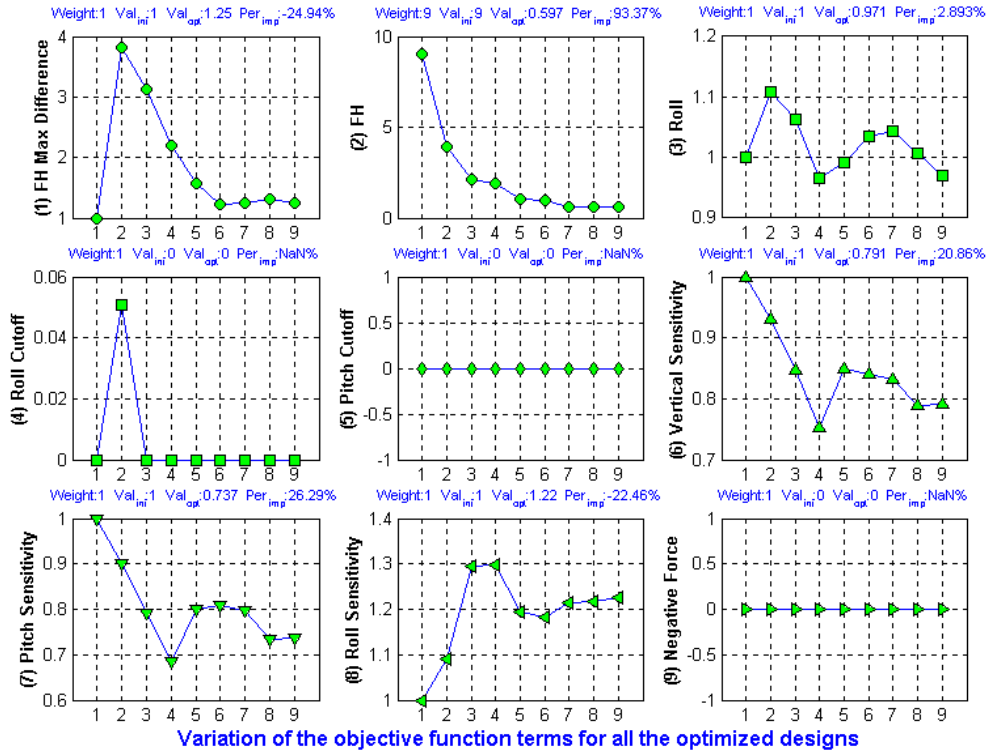 Weight:1 Val_ini:1 Val_opt:1.25 Per_imp:-24.94%
4
3
2
1
(1) FH Max Difference
1 2 3 4 5 6 7 8 9
Weight:9 Val_ini:9 Val_opt:0.597 Per_imp:93.37%
10
5
0
(2) FH
1 2 3 4 5 6 7 8 9
Weight:1 Val_ini:1 Val_opt:0.971 Per_imp:2.893%
1.2
1.1
1
0.9
(3) Roll
1 2 3 4 5 6 7 8 9
Weight:1 Val_ini:0 Val_opt:0 Per_imp:NaN%
0.06
0.04
0.02
0
(4) Roll Cutoff
1 2 3 4 5 6 7 8 9
Weight:1 Val_ini:0 Val_opt:0 Per_imp:NaN%
1
0.5
0
-0.5
-1
(5) Pitch Cutoff
1 2 3 4 5 6 7 8 9
Weight:1 Val_ini:1 Val_opt:0.791 Per_imp:20.86%
1
0.9
0.8
0.7
(6) Vertical Sensitivity
1 2 3 4 5 6 7 8 9
Weight:1 Val_ini:1 Val_opt:0.737 Per_imp:26.29%
1
0.9
0.8
0.7
0.6
(7) Pitch Sensitivity
1 2 3 4 5 6 7 8 9
Weight:1 Val_ini:1 Val_opt:1.22 Per_imp:-22.46%
1.4
1.3
1.2
1.1
1
(8) Roll Sensitivity
1 2 3 4 5 6 7 8 9
Weight:1 Val_ini:0 Val_opt:0 Per_imp:NaN%
1
0.5
0
-0.5
-1
(9) Negative Force
1 2 3 4 5 6 7 8 9
Variation of the objective function terms for all the optimized designs